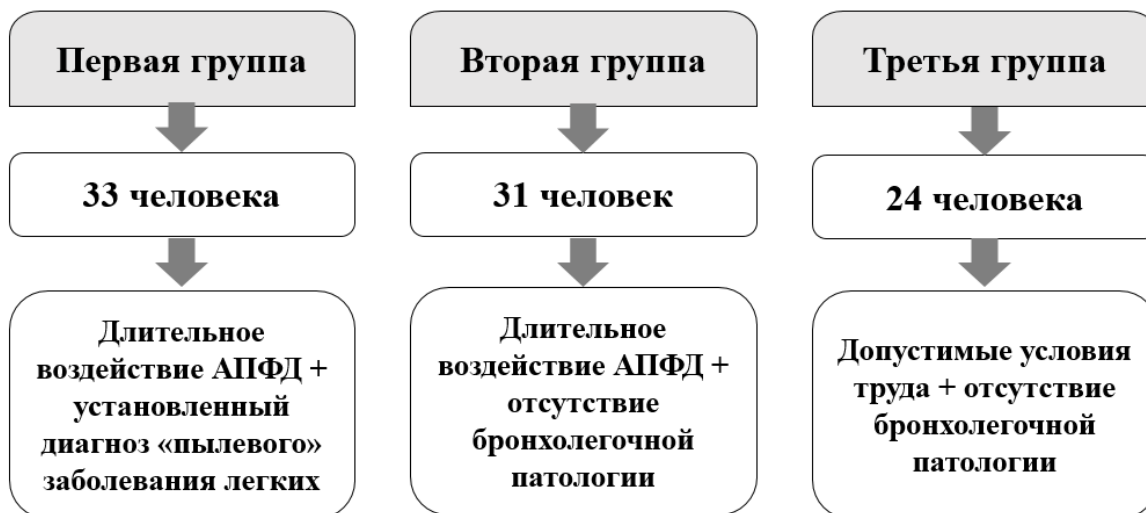 Первая группа
33 человека
Длительное
воздействие АПФД +
установленный
диагноз «пылевого»
заболевания легких
Вторая группа
31 человек
Длительное
воздействие АПФД +
отсутствие
бронхолегочной
патологии
Третья группа
24 человека
Допустимые условия
труда + отсутствие
бронхолегочной
патологии